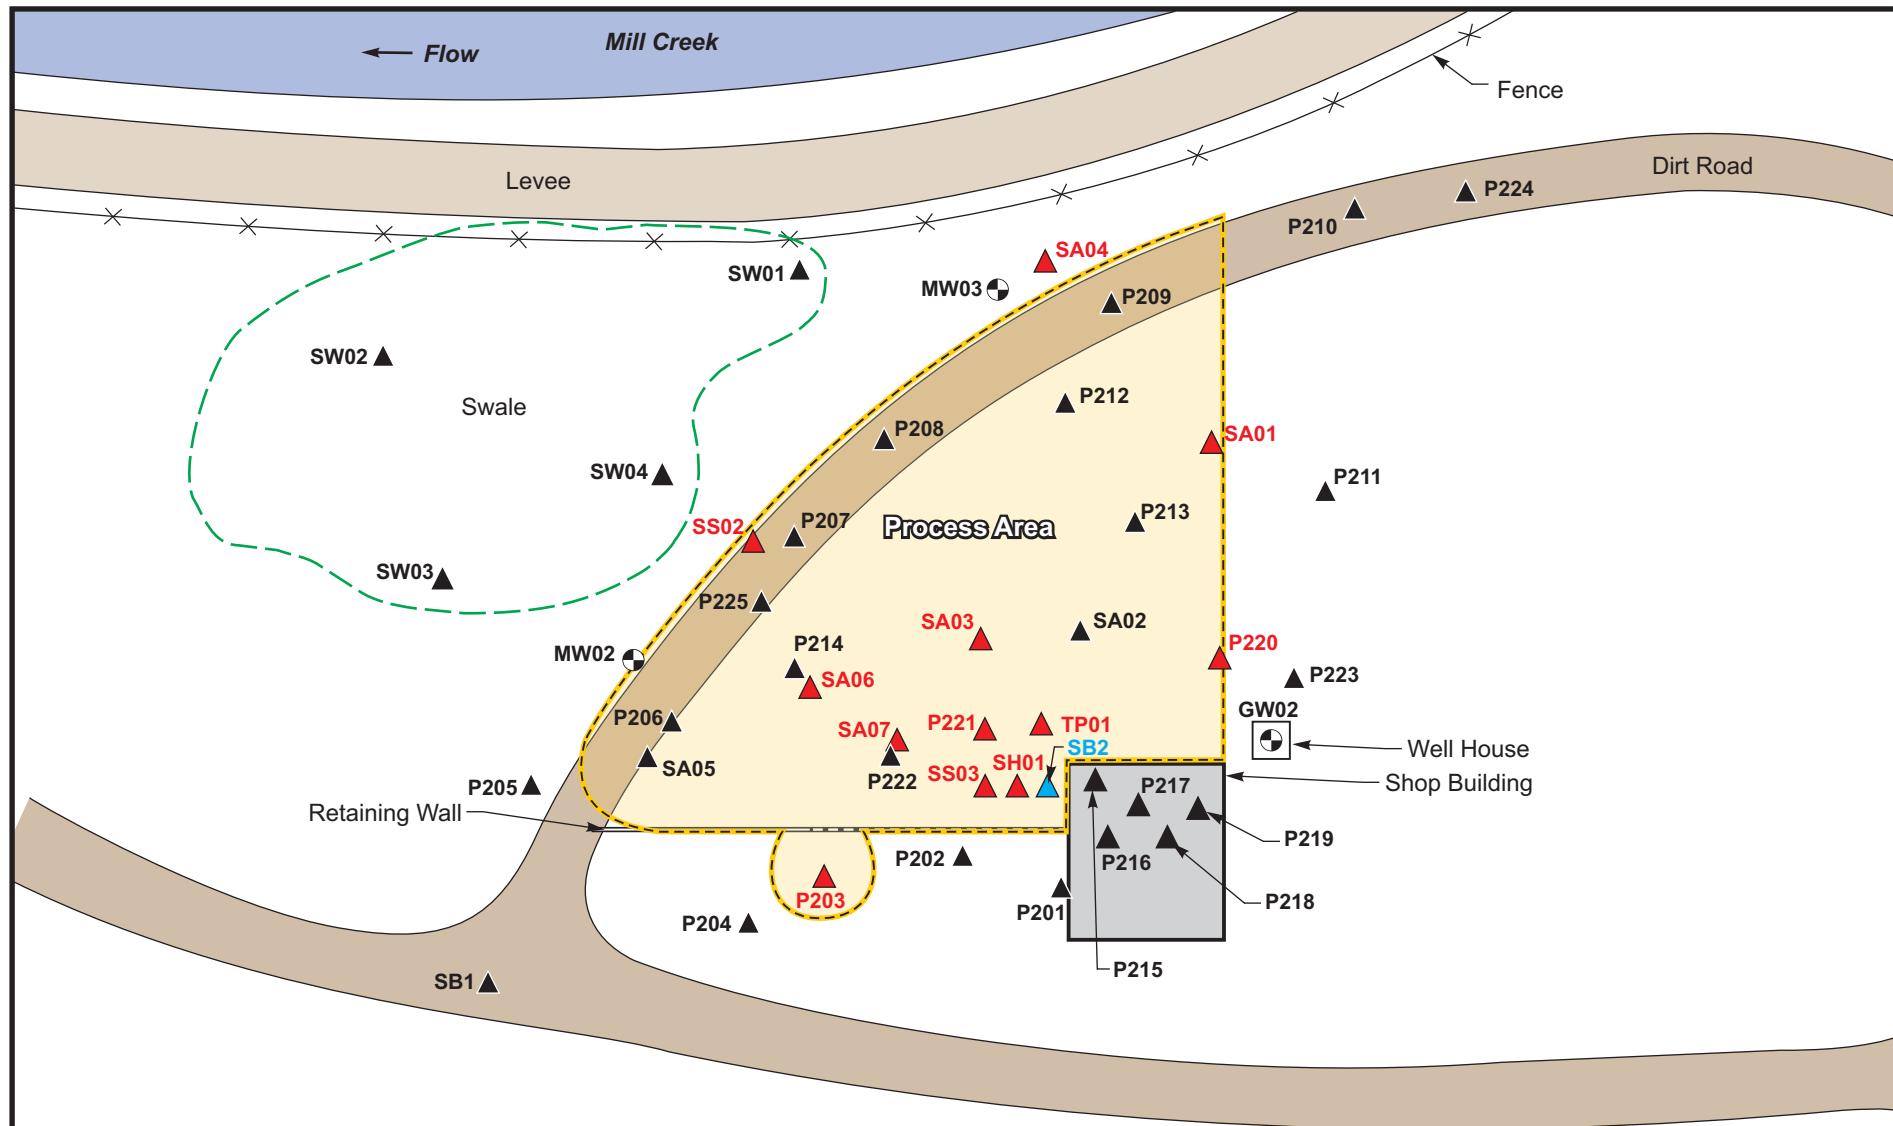 Mill Creek
Flow
Fence
Levee
Dirt Road
P224
P210
SA04
SW01
MW03
P209
SW02
P212
Swale
P208
SA01
SW04
P211
P213
P207
SS02
Process Area
SW03
P225
SA03
SA02
P214
P220
MW02
SA06
P223
GW02
P206
SA07
P221
TP01
SB2
Well House
SA05
P222
SS03
SH01
Shop Building
P205
P217
Retaining Wall
P219
P202
P216
P203
P201
P218
P204
P215
SB1